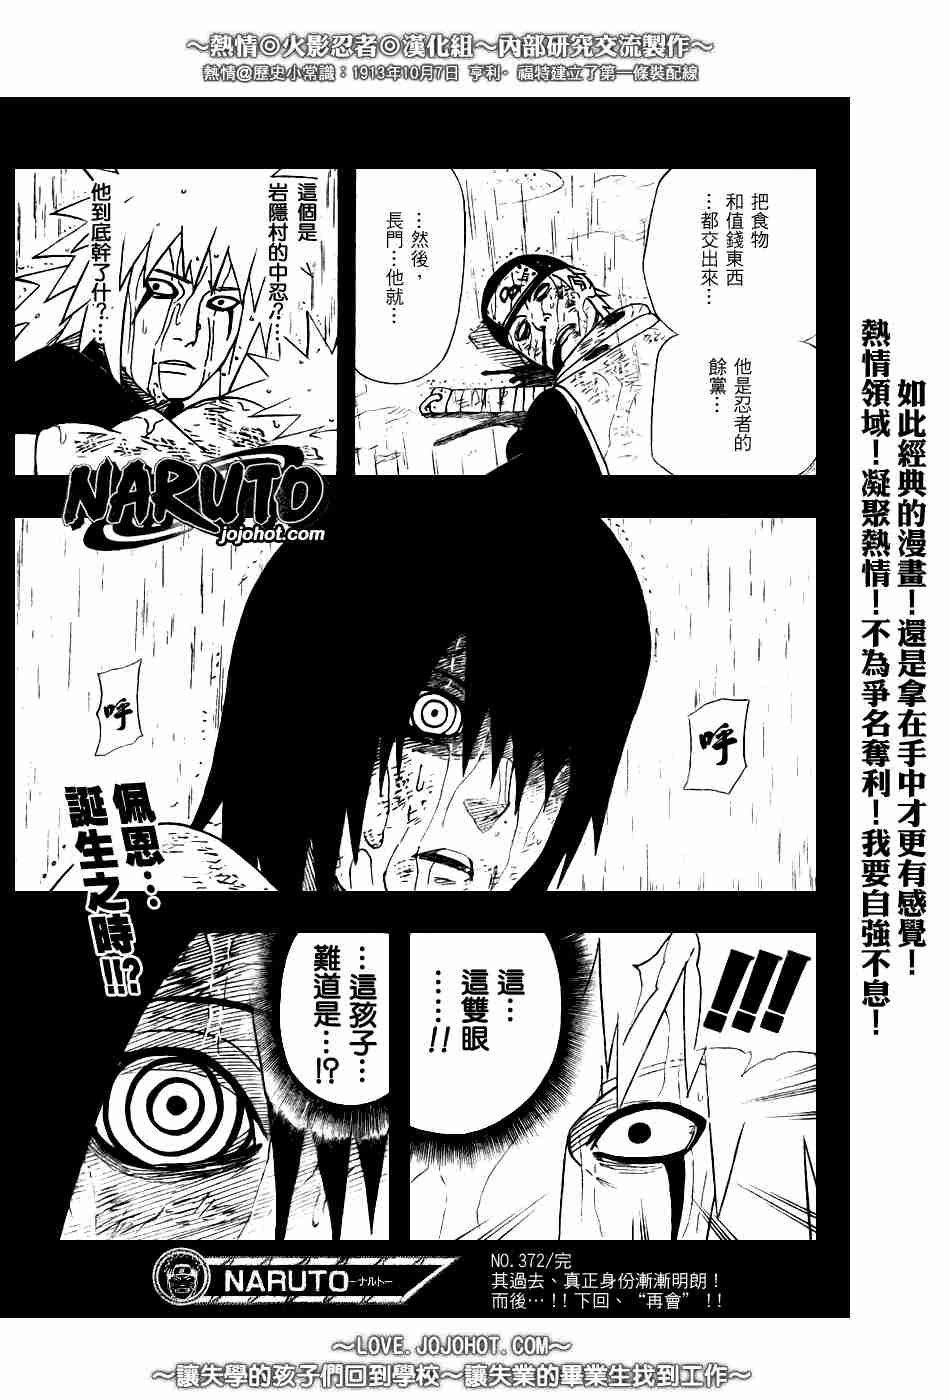 ～熱情◎火影忍者◎漢化組～內部研究交流製作～
熱情@歷史小常識：1913年10月7日 亨利·福特建立了第一條裝配線
把食物
和值錢東西
…都交出來…
他是忍者的
餘黨…
…然後，
長門…他就…
這個是
岩隱村的中忍?…
他到底幹了什?…
NARUTO
jojohot.com
呼
呼
佩恩…
誕生之時!!?
!!!
這…
這雙眼
……!!
…這孩子…
難道是…!?
NARUTO
－ナルト－
NO.372/完
其過去、真正身份漸漸明朗！
而後…!!下回、“再會”!!
如此經典的漫畫！還是拿在手中才更有感覺！
熱情領域！凝聚熱情！不為爭名奪利！我要自強不息！
～LOVE.JOJOHOT.COM～
～讓失學的孩子們回到學校～讓失業的畢業生找到工作～